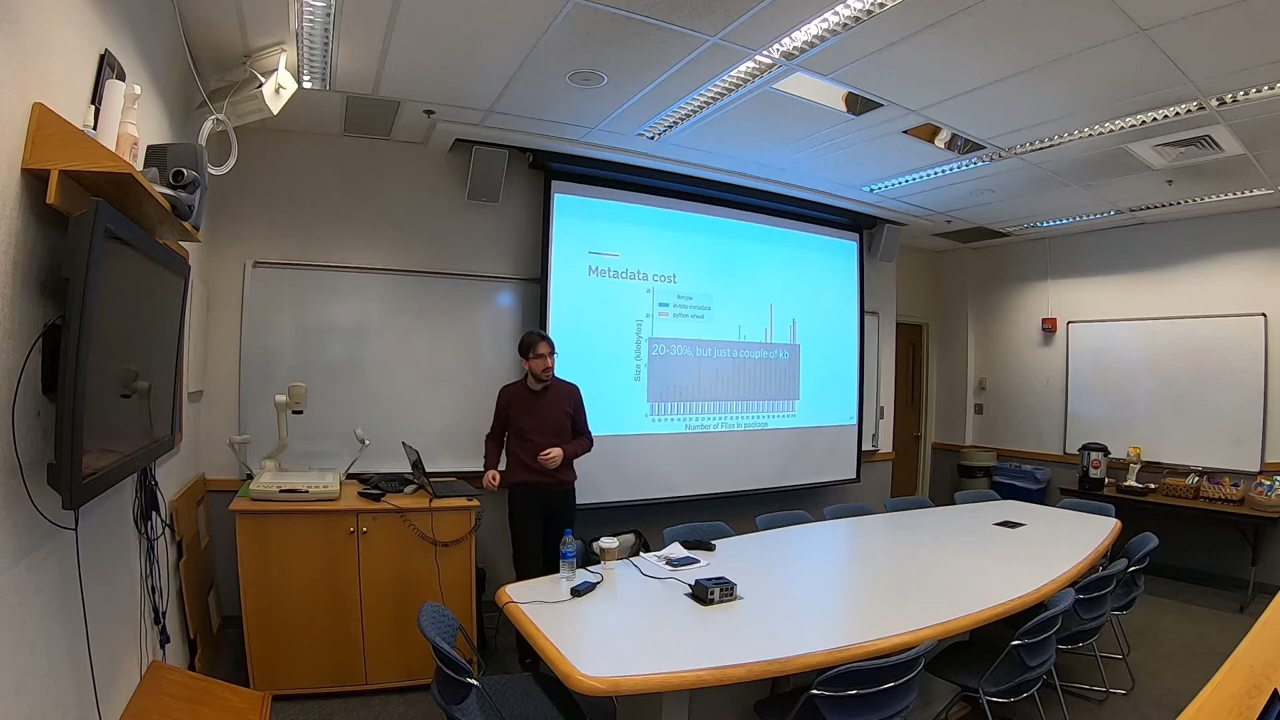 Metadata cost
filetype
in-toto metadata
python wheel
Size (kilobytes)
20-30%, but just a couple of kb
Number of Files in package